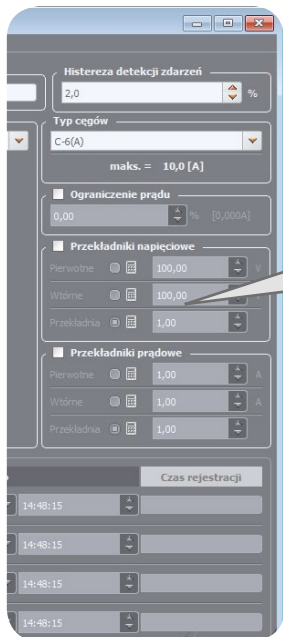 Histereza detekcji zdarzeń
2,0 %
Typ cęgów
C-6(A)
maks. = 10,0 [A]
Ograniczenie prądu
0,00 % [0,000A]
Przekładniki napięciowe
Pierwotne 100,00 V
Wtórne 100,00
Przekładnia 1,00
Przekładniki prądowe
Pierwotne 1,00 A
Wtórne 1,00 A
Przekładnia 1,00
Czas rejestracji
14:48:15
14:48:15
14:48:15
14:48:15